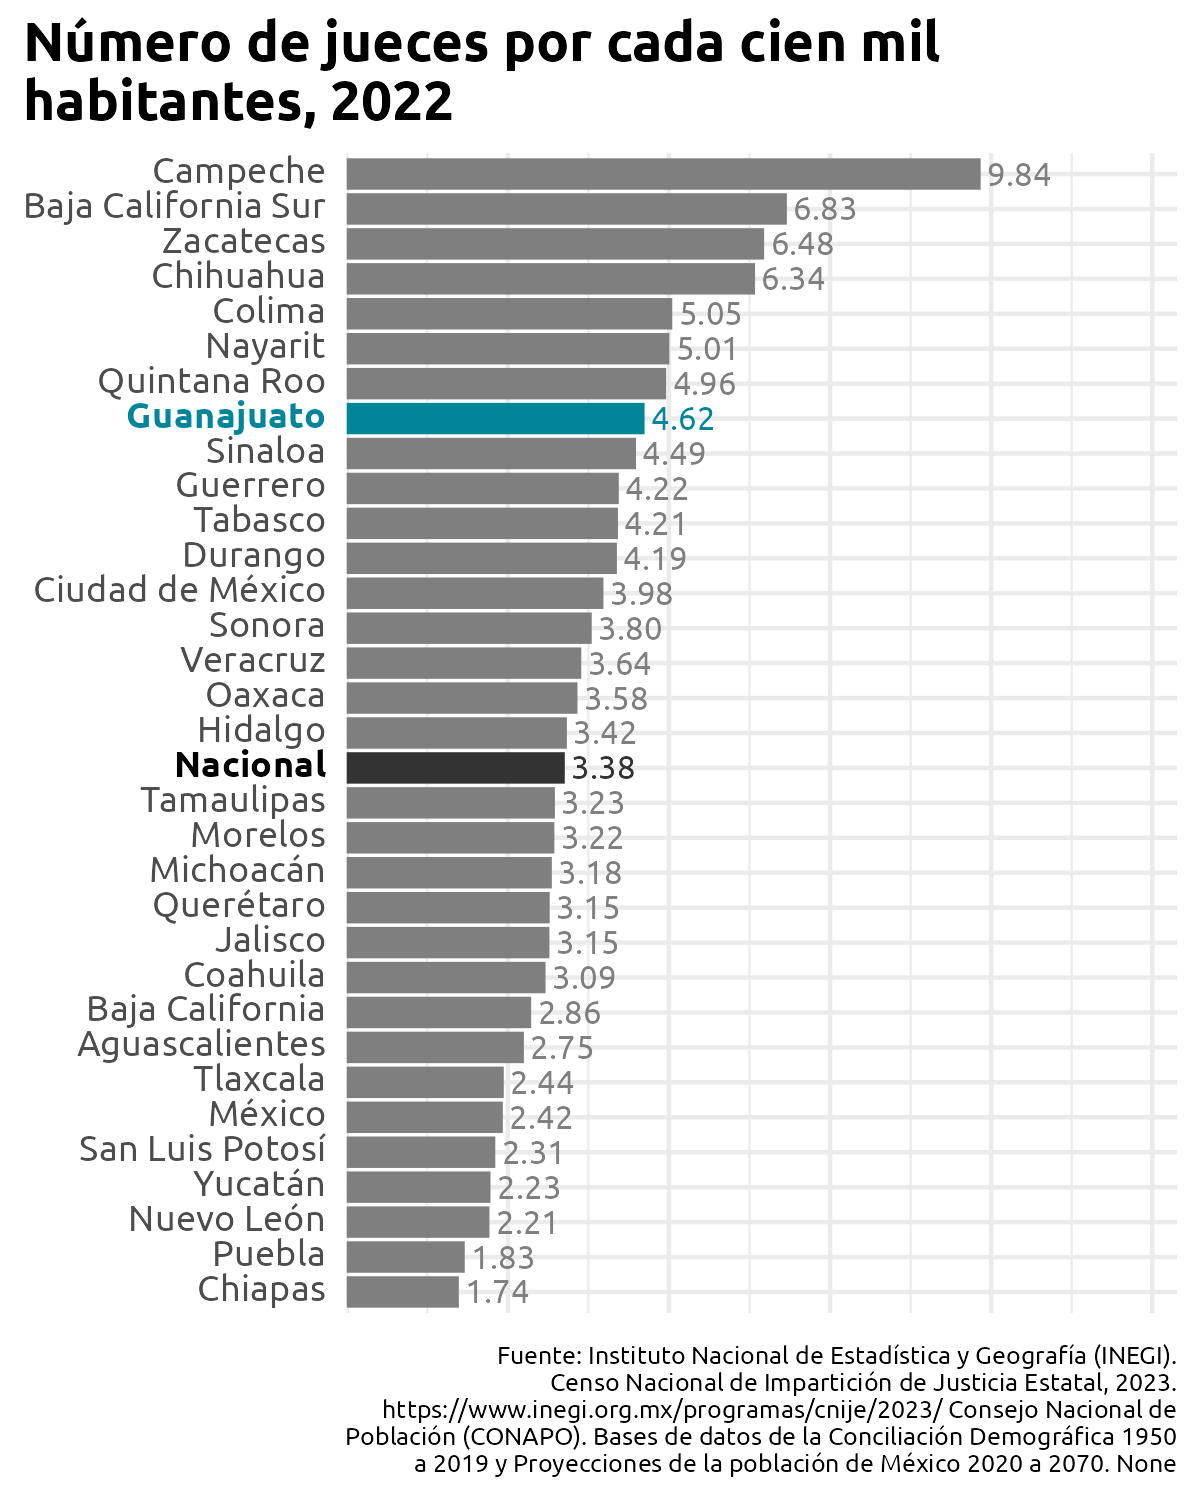 Número de jueces por cada cien mil
habitantes, 2022
Campeche 9.84
Baja California Sur 6.83
Zacatecas 6.48
Chihuahua 6.34
Colima 5.05
Nayarit 5.01
Quintana Roo 4.96
Guanajuato 4.62
Sinaloa 4.49
Guerrero 4.22
Tabasco 4.21
Durango 4.19
Ciudad de México 3.98
Sonora 3.80
Veracruz 3.64
Oaxaca 3.58
Hidalgo 3.42
Nacional 3.38
Tamaulipas 3.23
Morelos 3.22
Michoacán 3.18
Querétaro 3.15
Jalisco 3.15
Coahuila 3.09
Baja California 2.86
Aguascalientes 2.75
Tlaxcala 2.44
México 2.42
San Luis Potosí 2.31
Yucatán 2.23
Nuevo León 2.21
Puebla 1.83
Chiapas 1.74
Fuente: Instituto Nacional de Estadística y Geografía (INEGI).
Censo Nacional de Impartición de Justicia Estatal, 2023.
https://www.inegi.org.mx/programas/cnije/2023/ Consejo Nacional de
Población (CONAPO). Bases de datos de la Conciliación Demográfica 1950
a 2019 y Proyecciones de la población de México 2020 a 2070. None